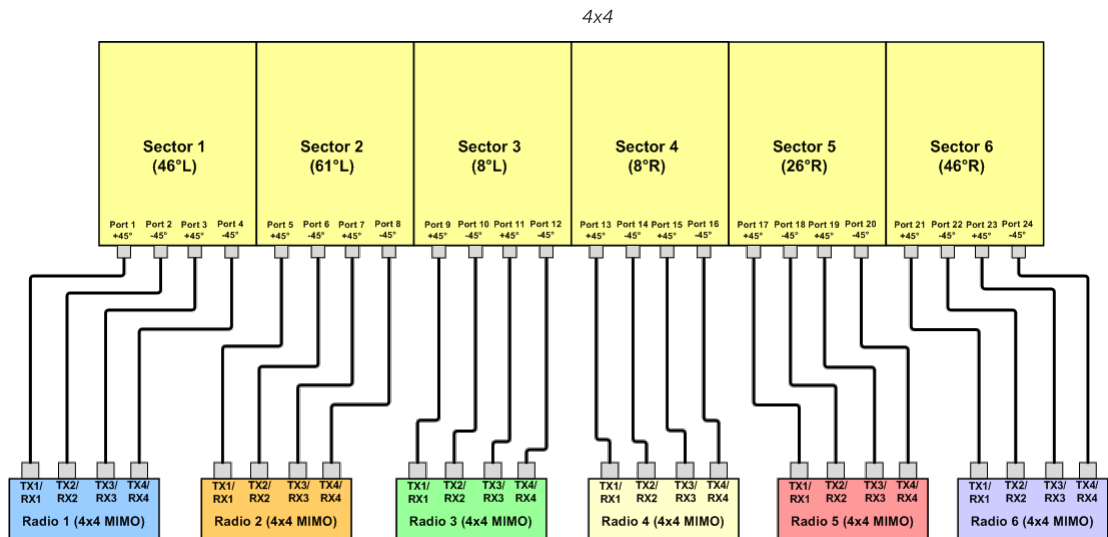 4x4
Sector 1
(46°L)
Sector 2
(61°L)
Sector 3
(8°L)
Sector 4
(8°R)
Sector 5
(26°R)
Sector 6
(46°R)
Port 1 Port 2 Port 3 Port 4
+45° -45° +45° -45°
Port 5 Port 6 Port 7 Port 8
+45° -45° +45° -45°
Port 9 Port 10 Port 11 Port 12
+45° -45° +45° -45°
Port 13 Port 14 Port 15 Port 16
+45° -45° +45° -45°
Port 17 Port 18 Port 19 Port 20
+45° -45° +45° -45°
Port 21 Port 22 Port 23 Port 24
+45° -45° +45° -45°
TX1/ TX2/ TX3/ TX4/
RX1 RX2 RX3 RX4
Radio 1 (4x4 MIMO)
TX1/ TX2/ TX3/ TX4/
RX1 RX2 RX3 RX4
Radio 2 (4x4 MIMO)
TX1/ TX2/ TX3/ TX4/
RX1 RX2 RX3 RX4
Radio 3 (4x4 MIMO)
TX1/ TX2/ TX3/ TX4/
RX1 RX2 RX3 RX4
Radio 4 (4x4 MIMO)
TX1/ TX2/ TX3/ TX4/
RX1 RX2 RX3 RX4
Radio 5 (4x4 MIMO)
TX1/ TX2/ TX3/ TX4/
RX1 RX2 RX3 RX4
Radio 6 (4x4 MIMO)